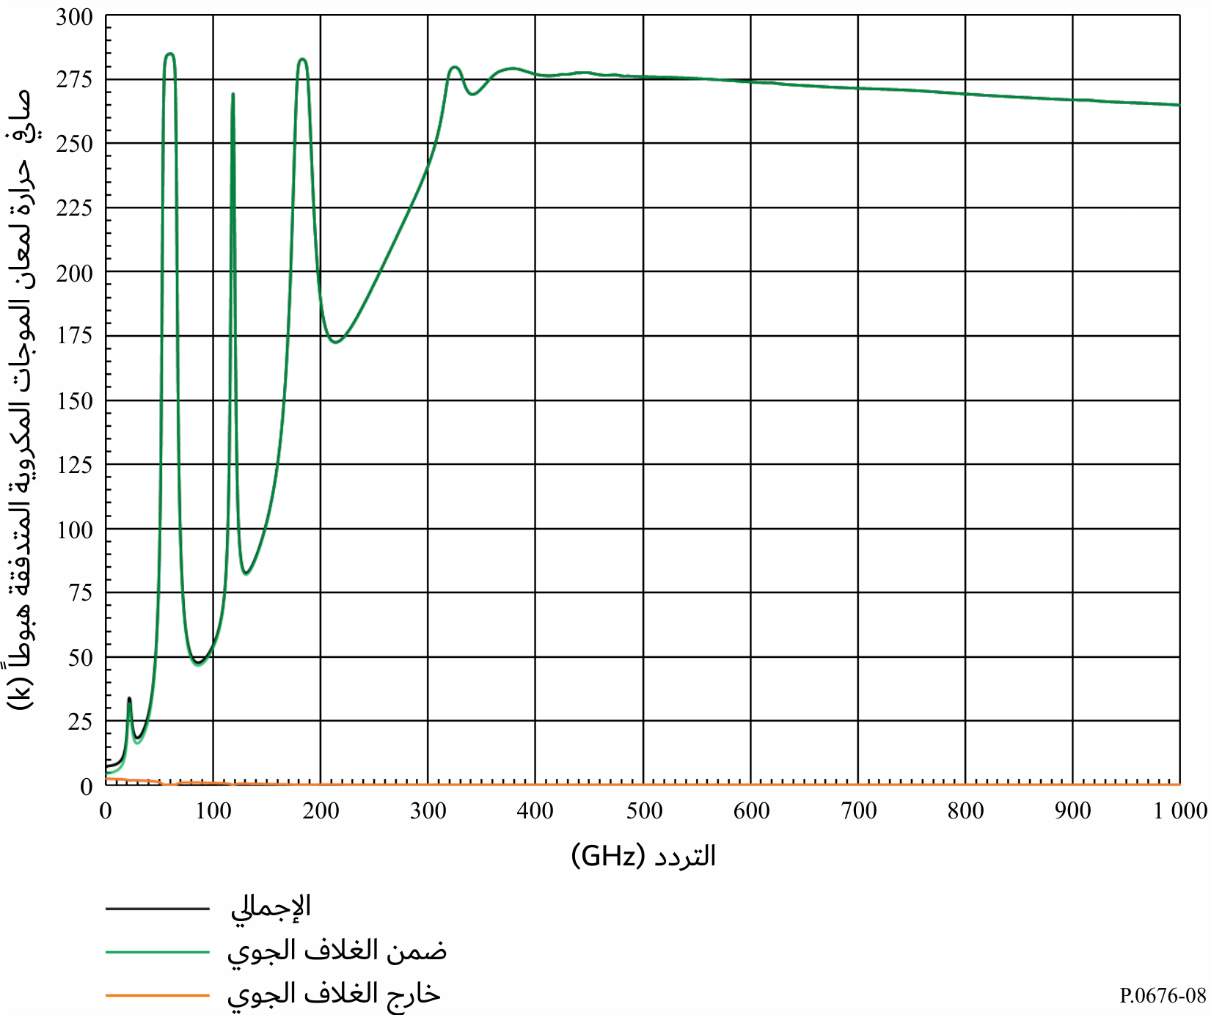 صافي حرارة لمعان الموجات المكروية المتدفقة هبوطاً (k)
300
275
250
225
200
175
150
125
100
75
50
25
0
0 100 200 300 400 500 600 700 800 900 1 000
التردد (GHz)
الإجمالي
ضمن الغلاف الجوي
خارج الغلاف الجوي
P.0676-08